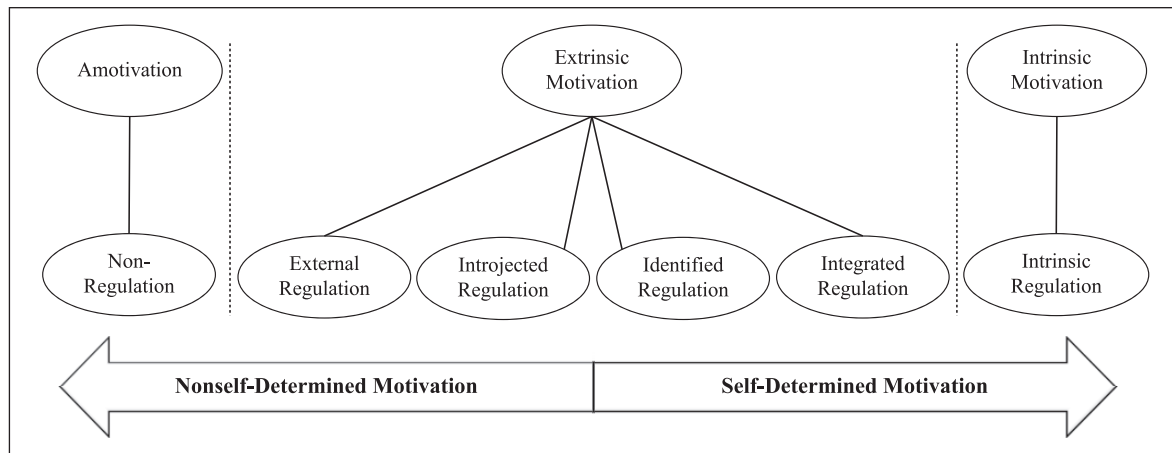 Amotivation
Extrinsic
Motivation
Intrinsic
Motivation
Non-
Regulation
External
Regulation
Introjected
Regulation
Identified
Regulation
Integrated
Regulation
Intrinsic
Regulation
Nonself-Determined Motivation
Self-Determined Motivation